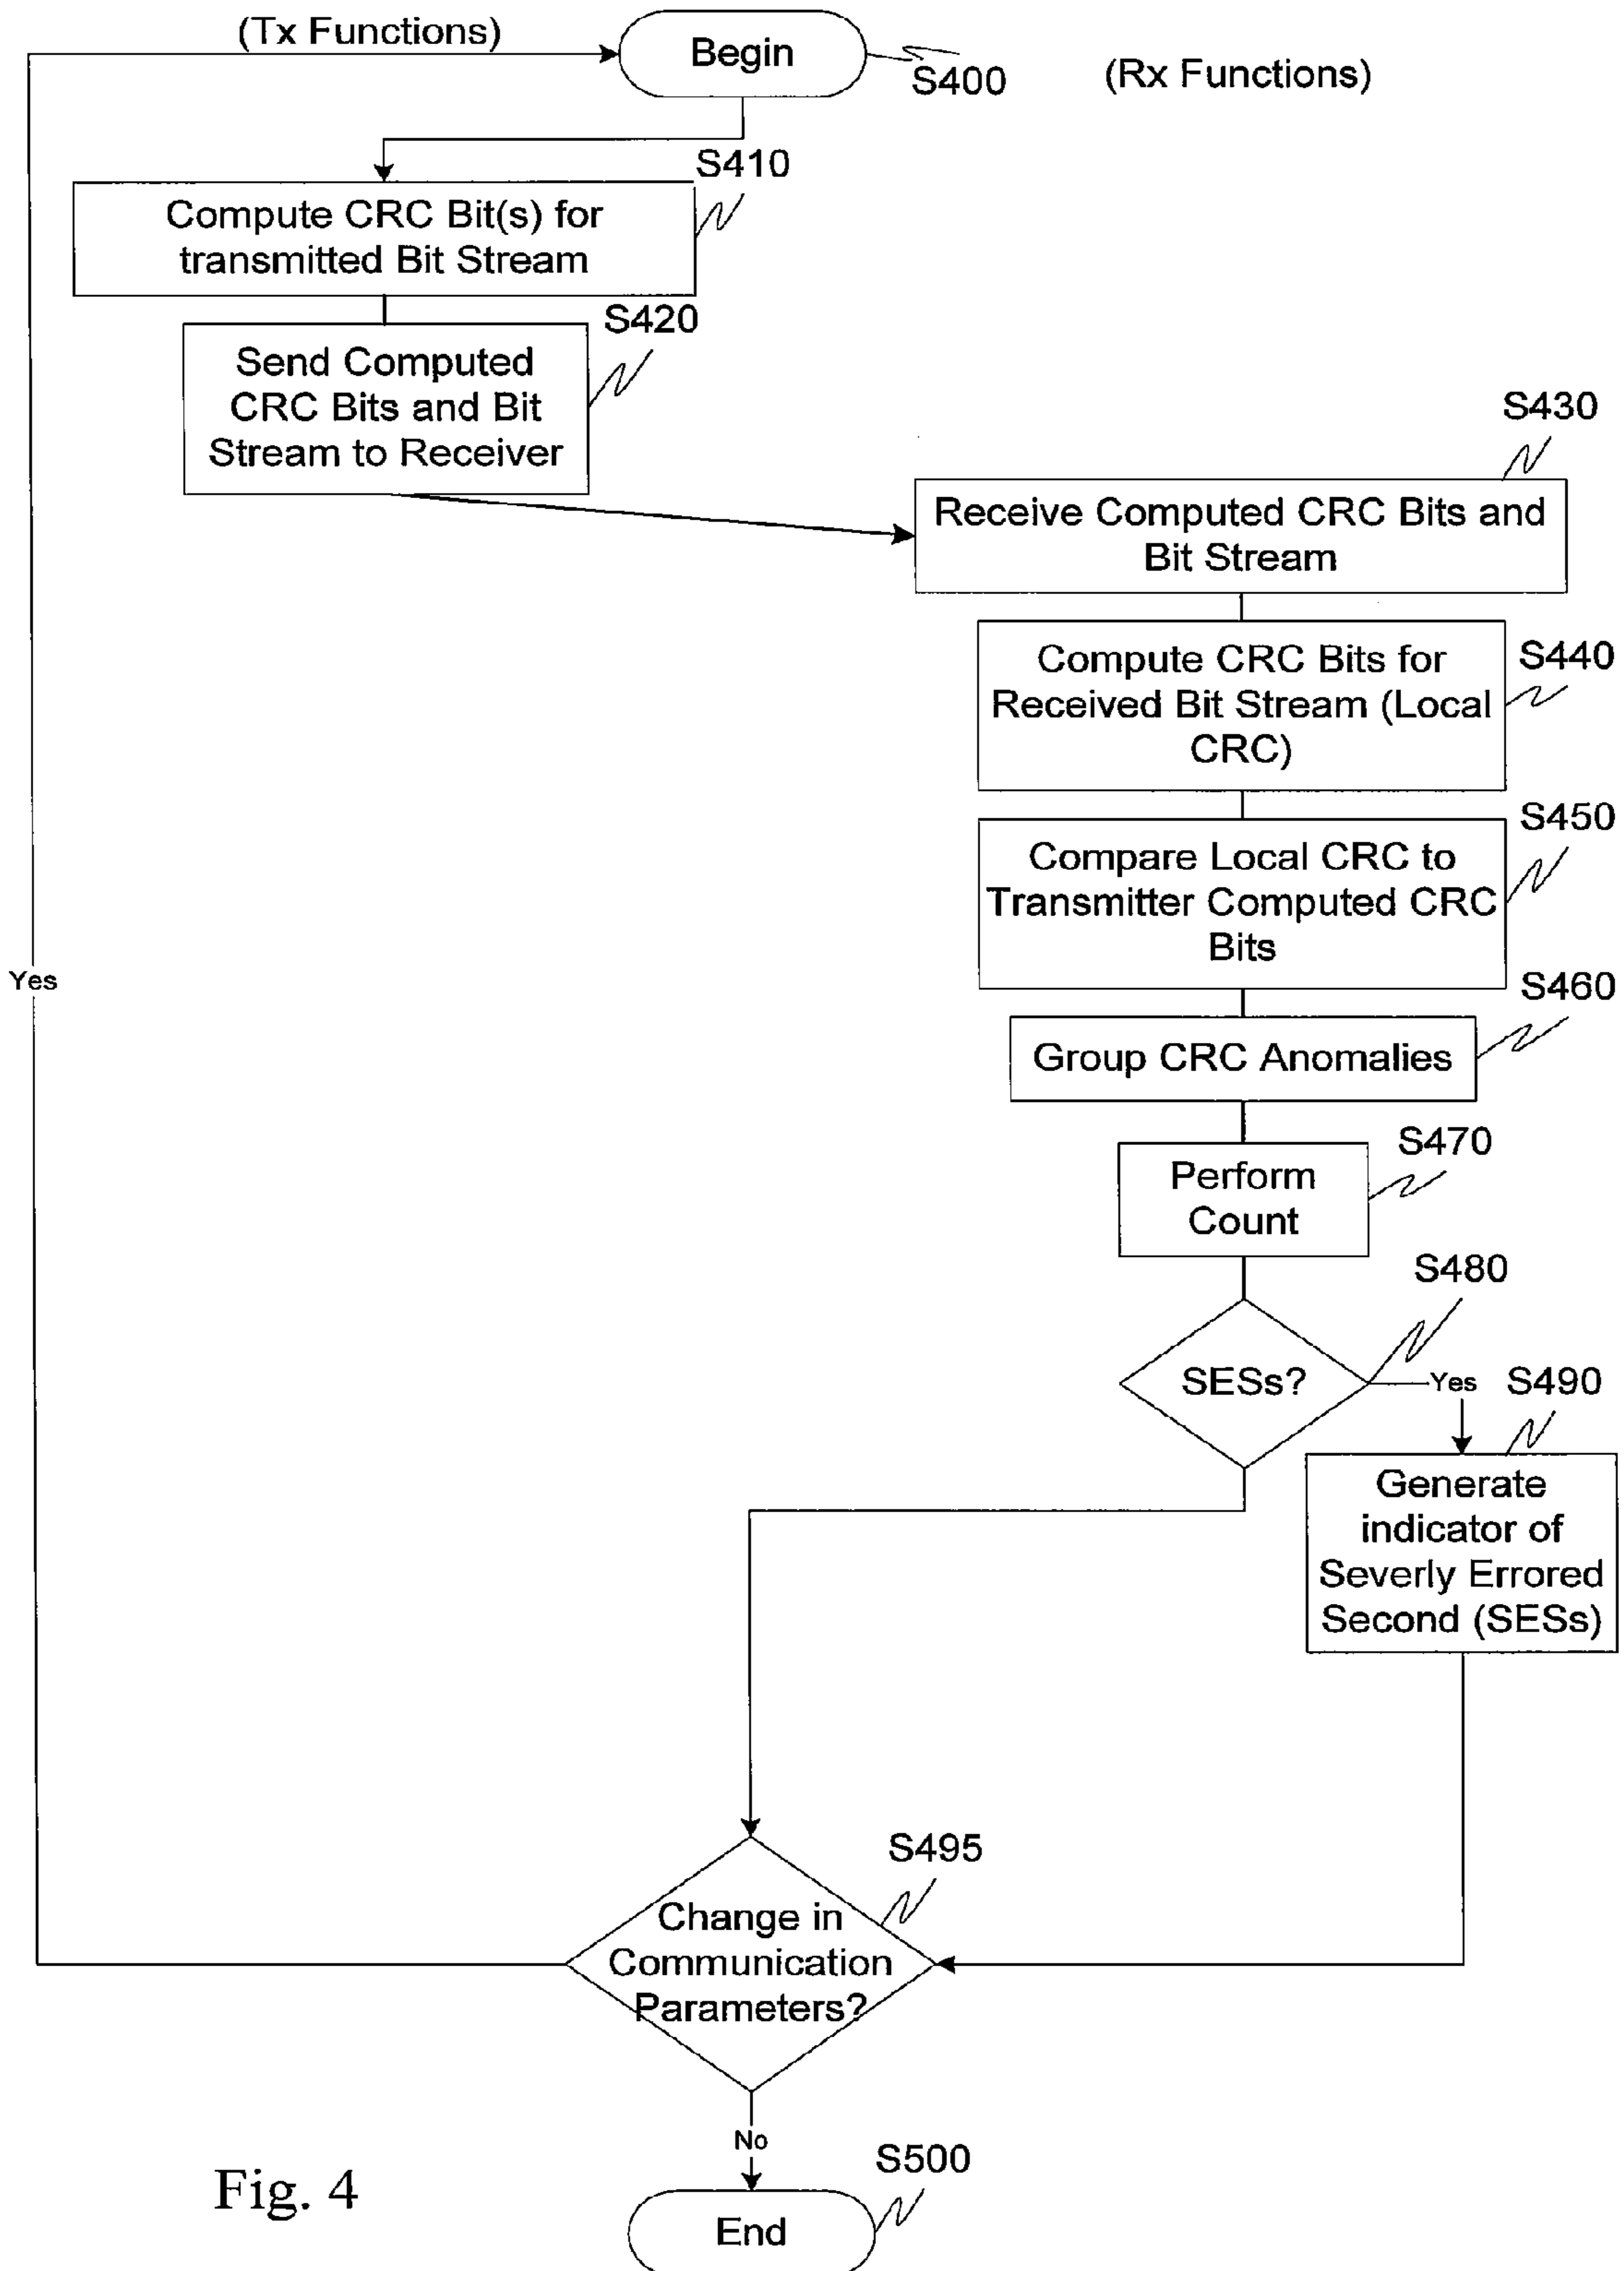 (Tx Functions)
Begin
S400
(Rx Functions)
S410
Compute CRC Bit(s) for
transmitted Bit Stream
S420
Send Computed
CRC Bits and Bit
Stream to Receiver
S430
Receive Computed CRC Bits and
Bit Stream
S440
Compute CRC Bits for
Received Bit Stream (Local
CRC)
S450
Compare Local CRC to
Transmitter Computed CRC
Bits
Yes
S460
Group CRC Anomalies
S470
Perform
Count
S480
SESs?
Yes
S490
Generate
indicator of
Severly Errored
Second (SESs)
S495
Change in
Communication
Parameters?
No
S500
End
Fig. 4